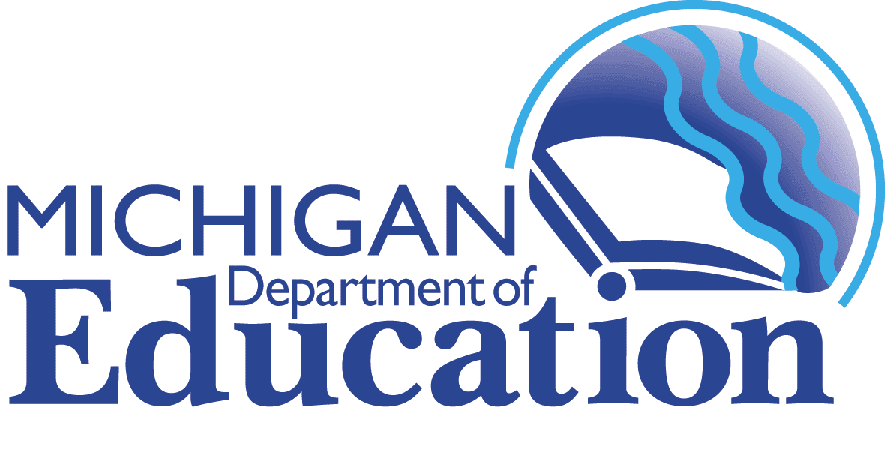 MICHIGAN
Department of
Education